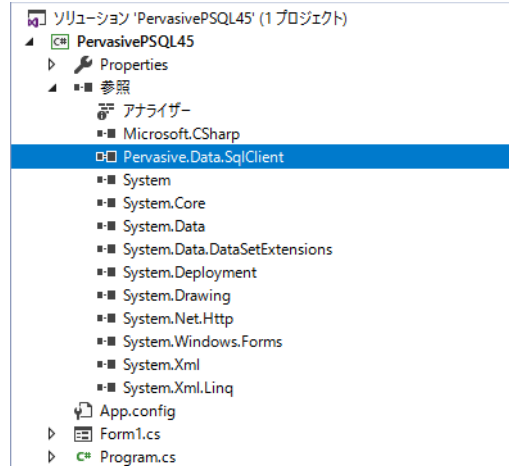 ソリューション 'PervasivePSQL45' (1 プロジェクト)
C# PervasivePSQL45
Properties
参照
アナライザー
Microsoft.CSharp
Pervasive.Data.SqlClient
System
System.Core
System.Data
System.Data.DataSetExtensions
System.Deployment
System.Drawing
System.Net.Http
System.Windows.Forms
System.Xml
System.Xml.Linq
App.config
Form1.cs
C# Program.cs